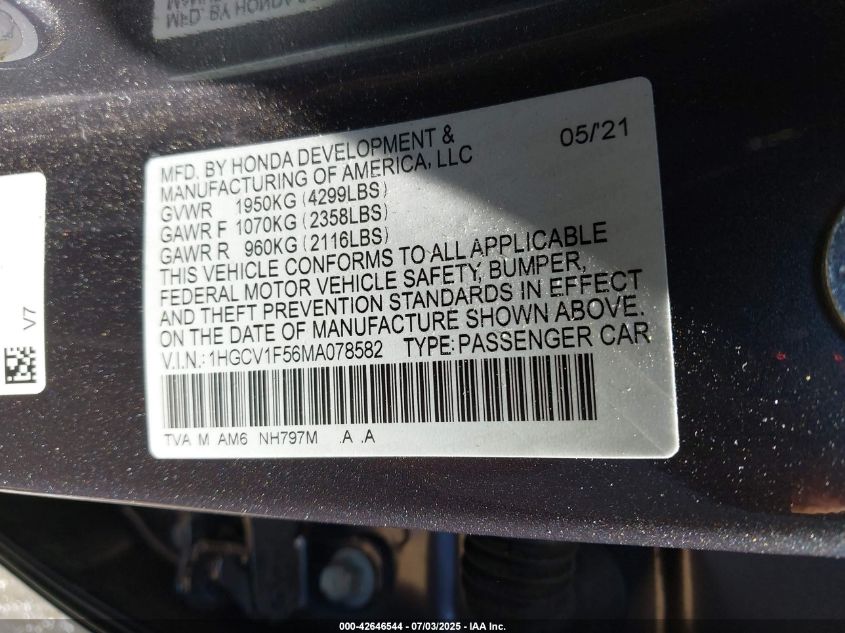 MFD. BY HONDA DEVELOPMENT & 05/'21
MANUFACTURING OF AMERICA, LLC
GVWR 1950KG (4299LBS)
GAWR F 1070KG (2358LBS)
GAWR R 960KG (2116LBS)
THIS VEHICLE CONFORMS TO ALL APPLICABLE
FEDERAL MOTOR VEHICLE SAFETY, BUMPER,
AND THEFT PREVENTION STANDARDS IN EFFECT
ON THE DATE OF MANUFACTURE SHOWN ABOVE.
V.I.N.: 1HGCV1F56MA078582 TYPE: PASSENGER CAR
TVA M AM6 NH797M .A .A
V7
000-42646544 / 07/03/2025 / IAA Inc.